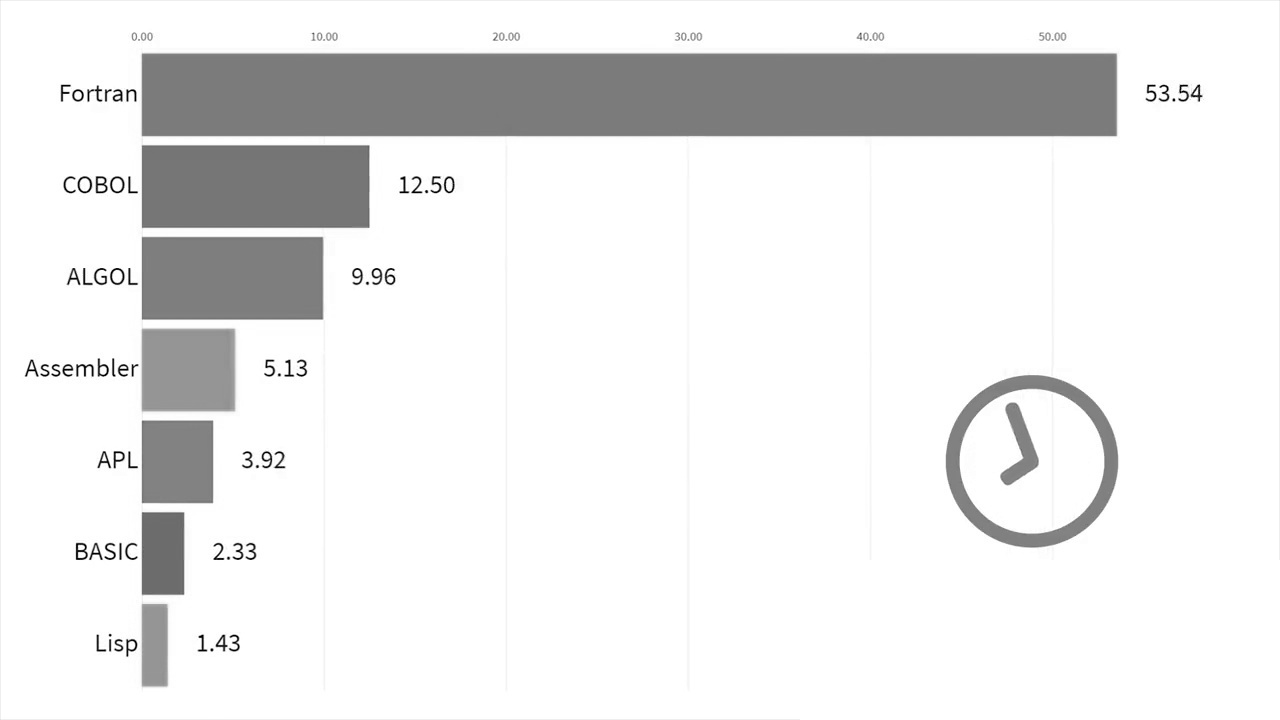 0.00 10.00 20.00 30.00 40.00 50.00
Fortran 53.54
COBOL 12.50
ALGOL 9.96
Assembler 5.13
APL 3.92
BASIC 2.33
Lisp 1.43